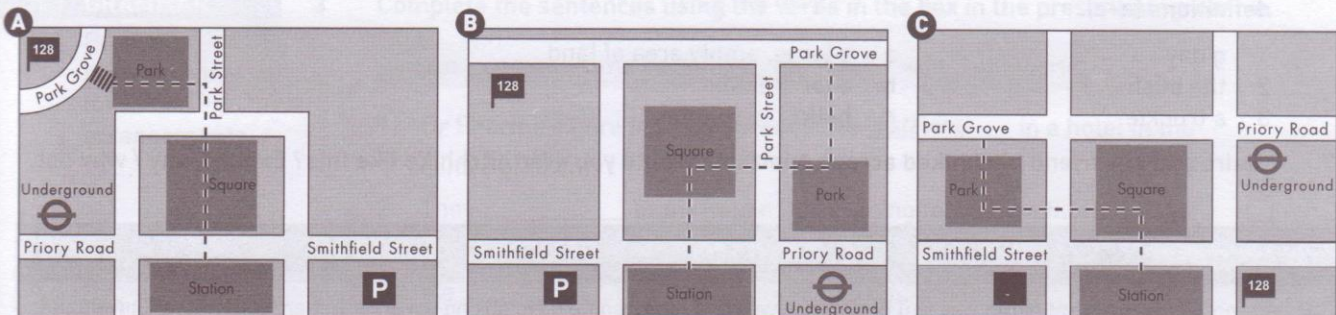 A
128
Park Grove
Park
Park Street
Square
Underground
Priory Road
Smithfield Street
Station
P
B
Park Grove
128
Park Street
Square
Park
Smithfield Street
Priory Road
P
Station
Underground
C
Park Grove
Priory Road
Park
Square
Underground
Smithfield Street
Station
128